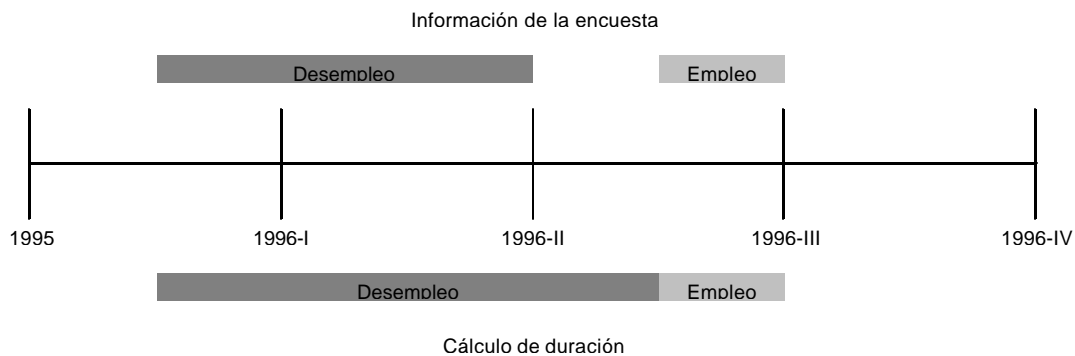 Información de la encuesta
Desempleo Empleo
1995 1996-I 1996-II 1996-III 1996-IV
Desempleo Empleo
Cálculo de duración